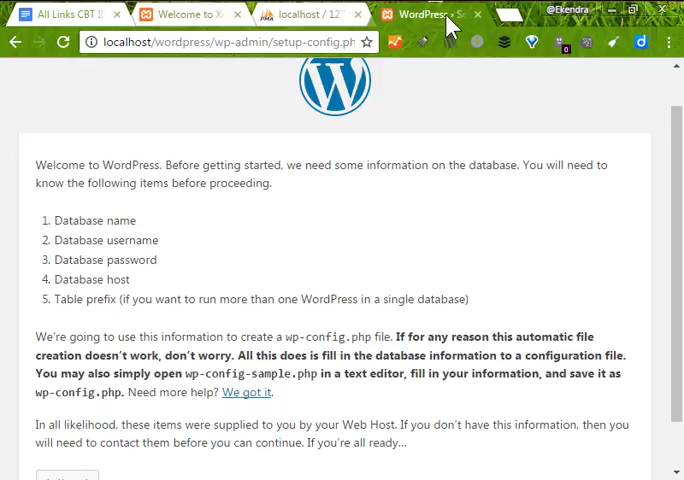 All Links CBT
Welcome to X
localhost / 127
WordPress › S
@Ekendra
localhost/wordpress/wp-admin/setup-config.ph
0
d
Welcome to WordPress. Before getting started, we need some information on the database. You will need to
know the following items before proceeding.
1. Database name
2. Database username
3. Database password
4. Database host
5. Table prefix (if you want to run more than one WordPress in a single database)
We're going to use this information to create a wp-config.php file. If for any reason this automatic file
creation doesn't work, don't worry. All this does is fill in the database information to a configuration file.
You may also simply open wp-config-sample.php in a text editor, fill in your information, and save it as
wp-config.php. Need more help? We got it.
In all likelihood, these items were supplied to you by your Web Host. If you don't have this information, then you
will need to contact them before you can continue. If you're all ready...